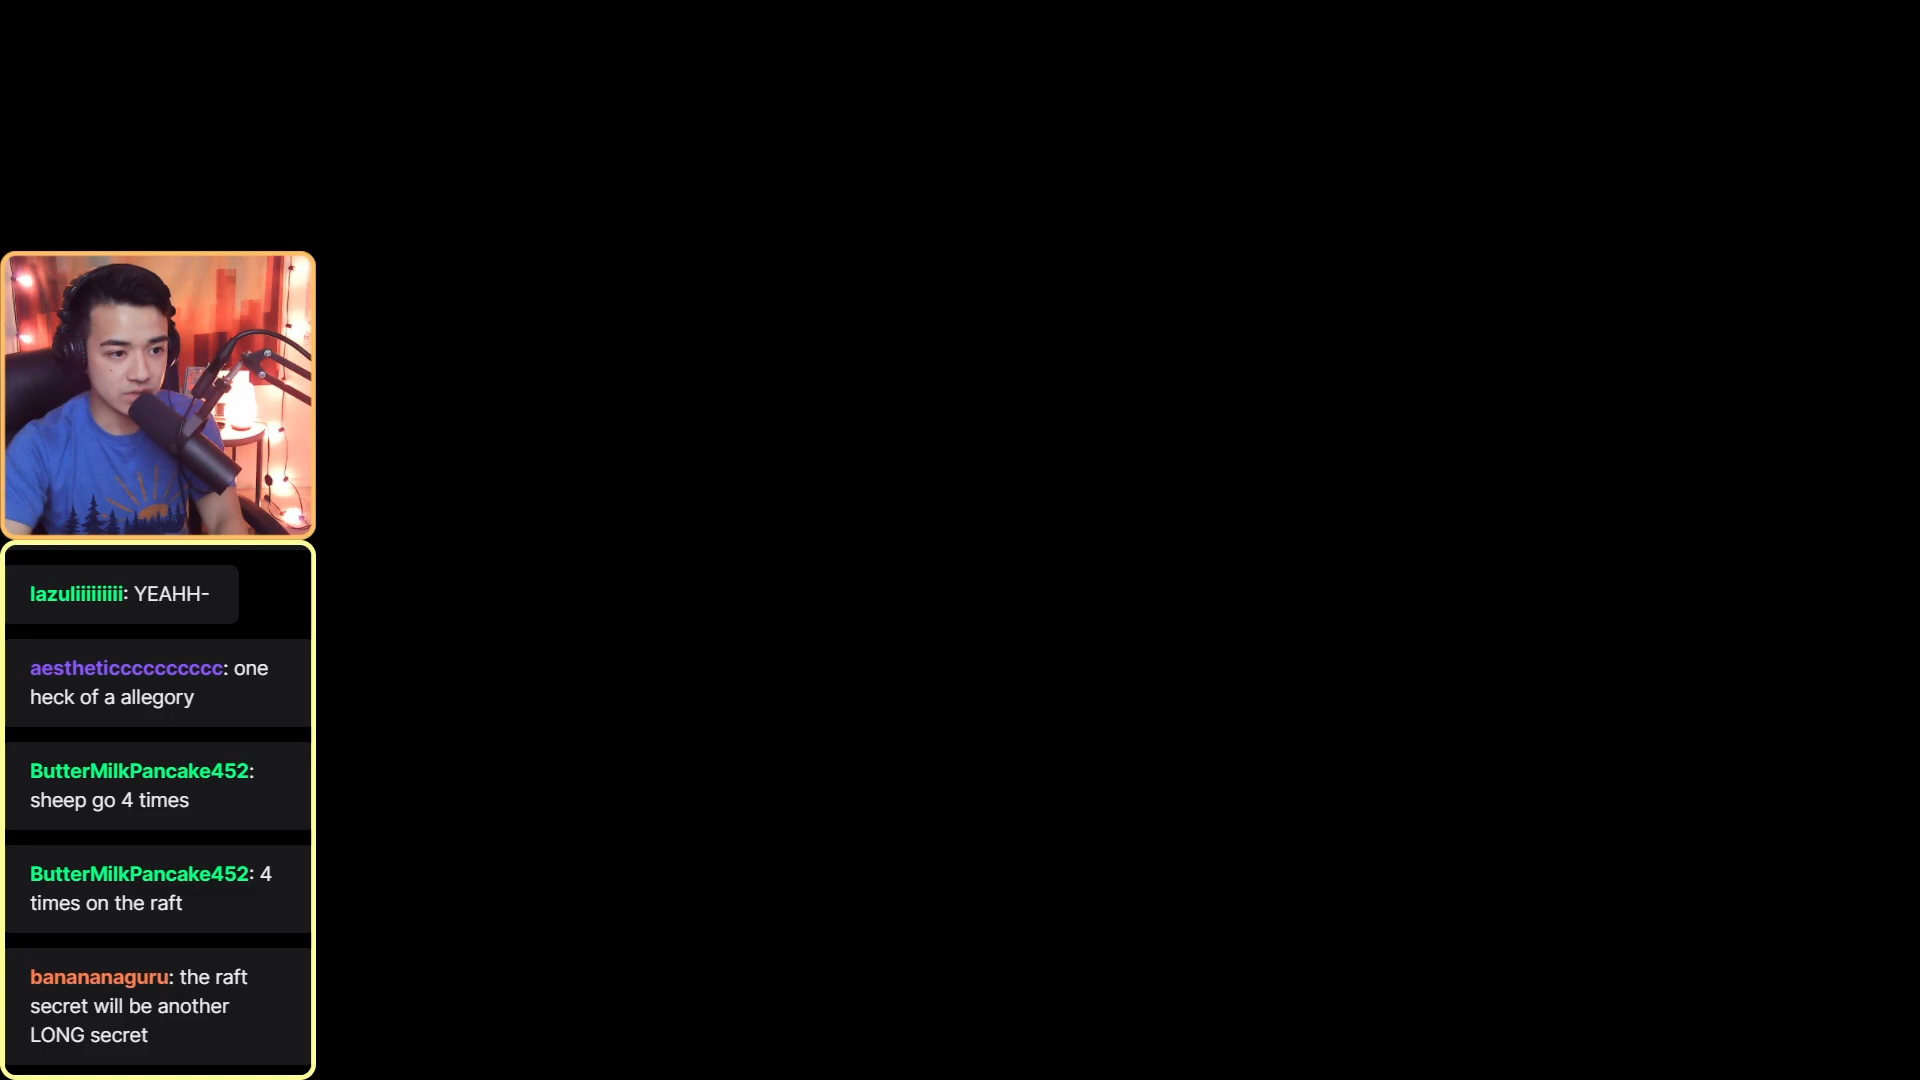 lazuliiiiiiiii: YEAHH-
aestheticcccccccccc: one
heck of a allegory
ButterMilkPancake452:
sheep go 4 times
ButterMilkPancake452: 4
times on the raft
banananaguru: the raft
secret will be another
LONG secret